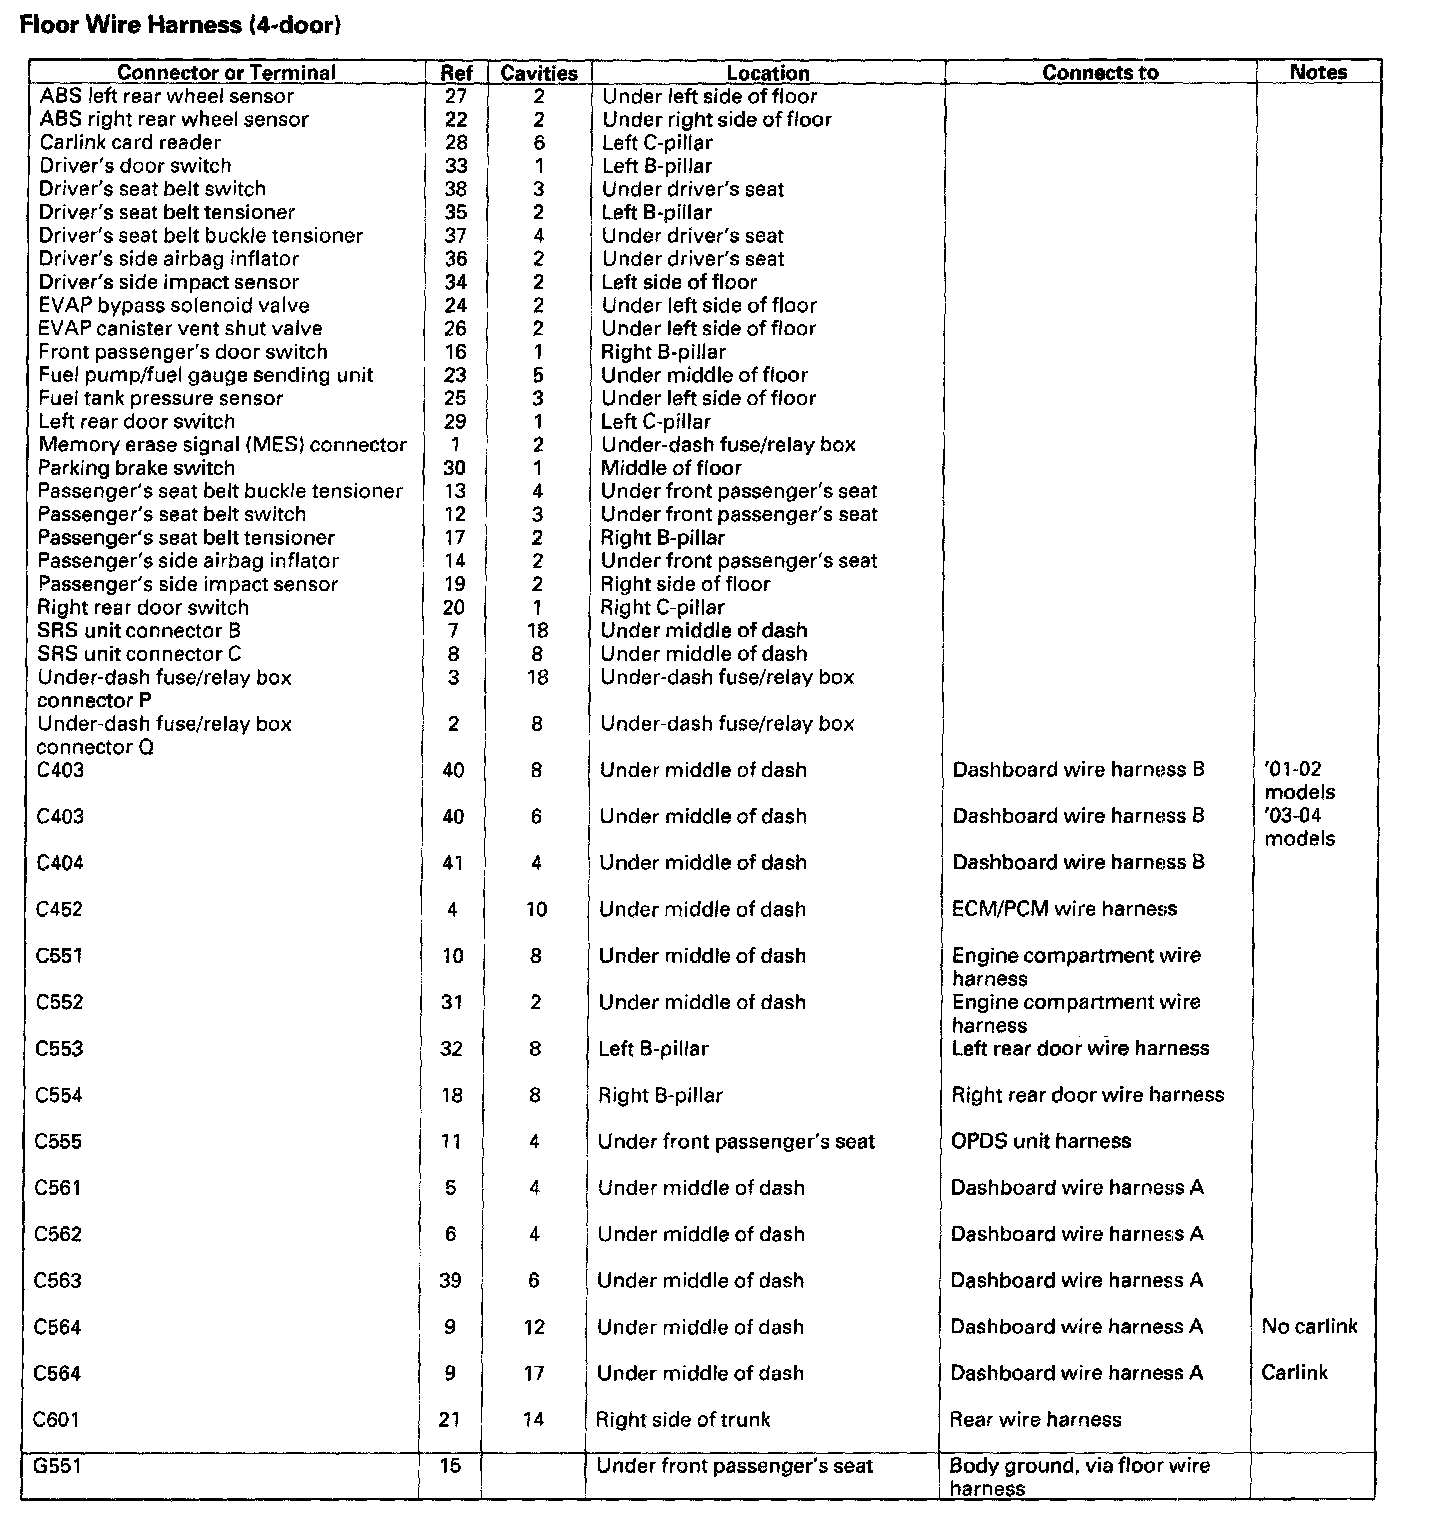 Floor Wire Harness (4-door)
Connector or Terminal Ref Cavities Location Connects to Notes
ABS left rear wheel sensor 27 2 Under left side of floor
ABS right rear wheel sensor 22 2 Under right side of floor
Carlink card reader 28 6 Left C-pillar
Driver's door switch 33 1 Left B-pillar
Driver's seat belt switch 38 3 Under driver's seat
Driver's seat belt tensioner 35 2 Left B-pillar
Driver's seat belt buckle tensioner 37 4 Under driver's seat
Driver's side airbag inflator 36 2 Under driver's seat
Driver's side impact sensor 34 2 Left side of floor
EVAP bypass solenoid valve 24 2 Under left side of floor
EVAP canister vent shut valve 26 2 Under left side of floor
Front passenger's door switch 16 1 Right B-pillar
Fuel pump/fuel gauge sending unit 23 5 Under middle of floor
Fuel tank pressure sensor 25 3 Under left side of floor
Left rear door switch 29 1 Left C-pillar
Memory erase signal (MES) connector 1 2 Under-dash fuse/relay box
Parking brake switch 30 1 Middle of floor
Passenger's seat belt buckle tensioner 13 4 Under front passenger's seat
Passenger's seat belt switch 12 3 Under front passenger's seat
Passenger's seat belt tensioner 17 2 Right B-pillar
Passenger's side airbag inflator 14 2 Under front passenger's seat
Passenger's side impact sensor 19 2 Right side of floor
Right rear door switch 20 1 Right C-pillar
SRS unit connector B 7 18 Under middle of dash
SRS unit connector C 8 8 Under middle of dash
Under-dash fuse/relay box 3 18 Under-dash fuse/relay box
connector P
Under-dash fuse/relay box 2 8 Under-dash fuse/relay box
connector Q
C403 40 8 Under middle of dash Dashboard wire harness B '01-02
models
C403 40 6 Under middle of dash Dashboard wire harness B '03-04
models
C404 41 4 Under middle of dash Dashboard wire harness B
C452 4 10 Under middle of dash ECM/PCM wire harness
C551 10 8 Under middle of dash Engine compartment wire
harness
C552 31 2 Under middle of dash Engine compartment wire
harness
C553 32 8 Left B-pillar Left rear door wire harness
C554 18 8 Right B-pillar Right rear door wire harness
C555 11 4 Under front passenger's seat OPDS unit harness
C561 5 4 Under middle of dash Dashboard wire harness A
C562 6 4 Under middle of dash Dashboard wire harness A
C563 39 6 Under middle of dash Dashboard wire harness A
C564 9 12 Under middle of dash Dashboard wire harness A No carlink
C564 9 17 Under middle of dash Dashboard wire harness A Carlink
C601 21 14 Right side of trunk Rear wire harness
G551 15 Under front passenger's seat Body ground, via floor wire
harness